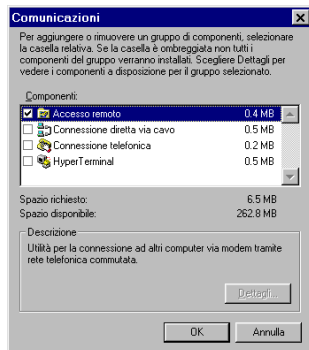 Comunicazioni
Per aggiungere o rimuovere un gruppo di componenti, selezionare
la casella relativa. Se la casella è ombreggiata non tutti i
componenti del gruppo verranno installati. Scegliere Dettagli per
vedere i componenti a disposizione per il gruppo selezionato.
Componenti:
Accesso remoto 0.4 MB
Connessione diretta via cavo 0.5 MB
Connessione telefonica 0.2 MB
HyperTerminal 0.5 MB
Spazio richiesto: 6.5 MB
Spazio disponibile: 262.8 MB
Descrizione
Utilità per la connessione ad altri computer via modem tramite
rete telefonica commutata.
Dettagli...
OK Annulla